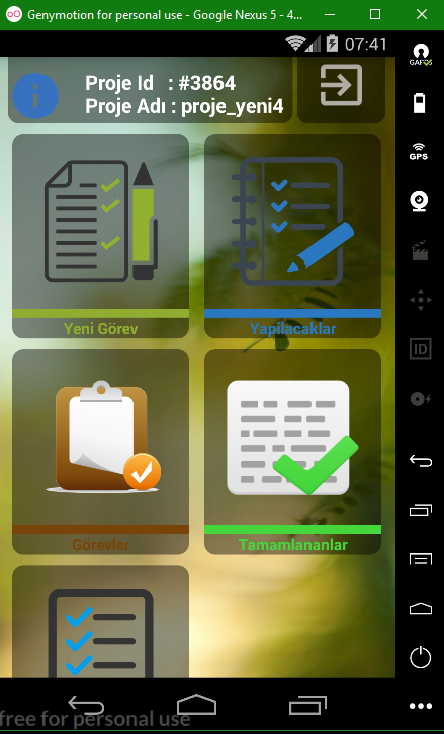 Genymotion for personal use - Google Nexus 5 - 4...
07:41
Proje Id : #3864
Proje Adı : proje_yeni4
GAPPS
GPS
ID
Yeni Görev
Yapılacaklar
Görevler
Tamamlananlar
free for personal use